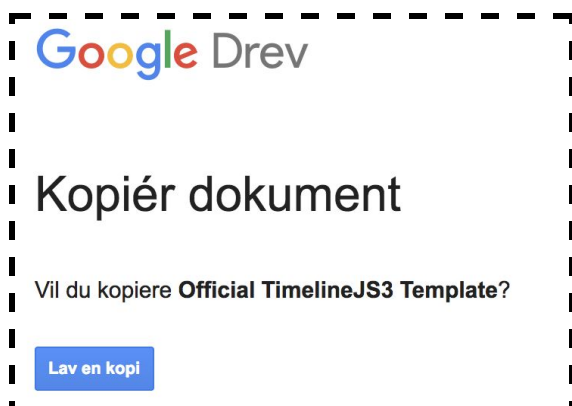 Google Drev
Kopiér dokument
Vil du kopiere Official TimelineJS3 Template?
Lav en kopi